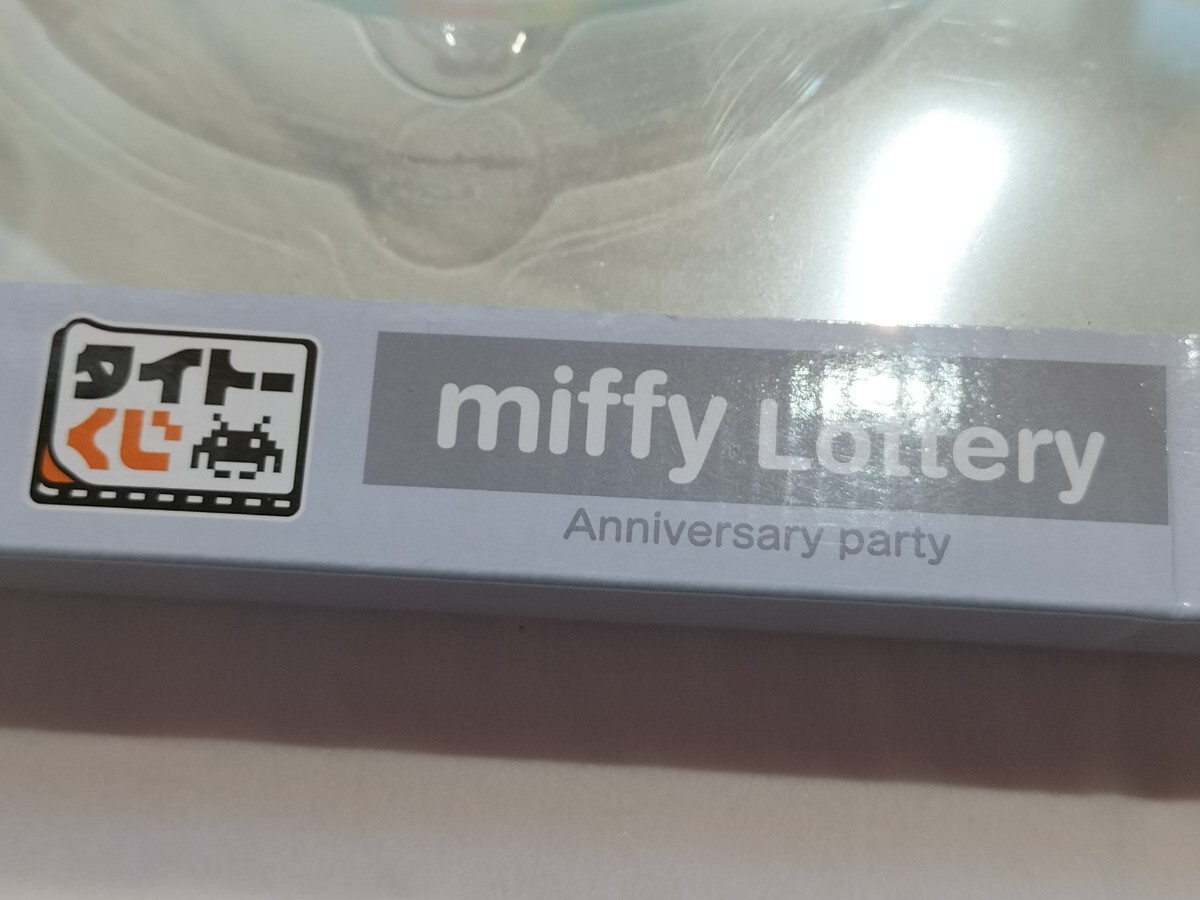 タイトー
くじ
miffy Lottery
Anniversary party